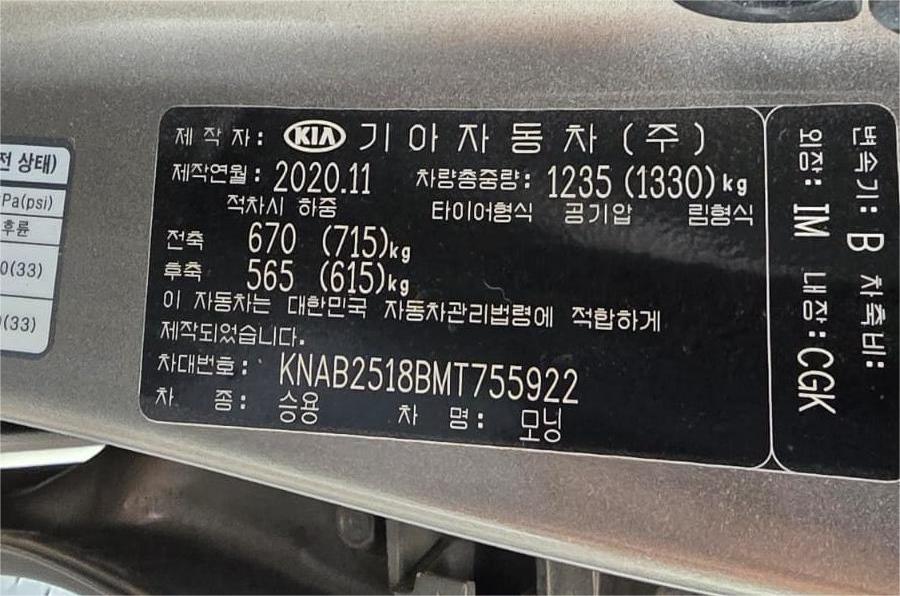 전 상태)
Pa(psi)
후륜
0(33)
(33)
제 작 자: KIA 기아자동차(주)
제작연월: 2020.11 차량총중량: 1235 (1330)kg
적차시 하중 타이어형식 공기압 림형식
전축 670 (715)kg
후축 565 (615)kg
이 자동차는 대한민국 자동차관리법령에 적합하게
제작되었습니다.
차대번호: KNAB2518BMT755922
차 종: 승용 차 명: 모닝
변속기: B 차축비:
외장: IM 내장: CGK